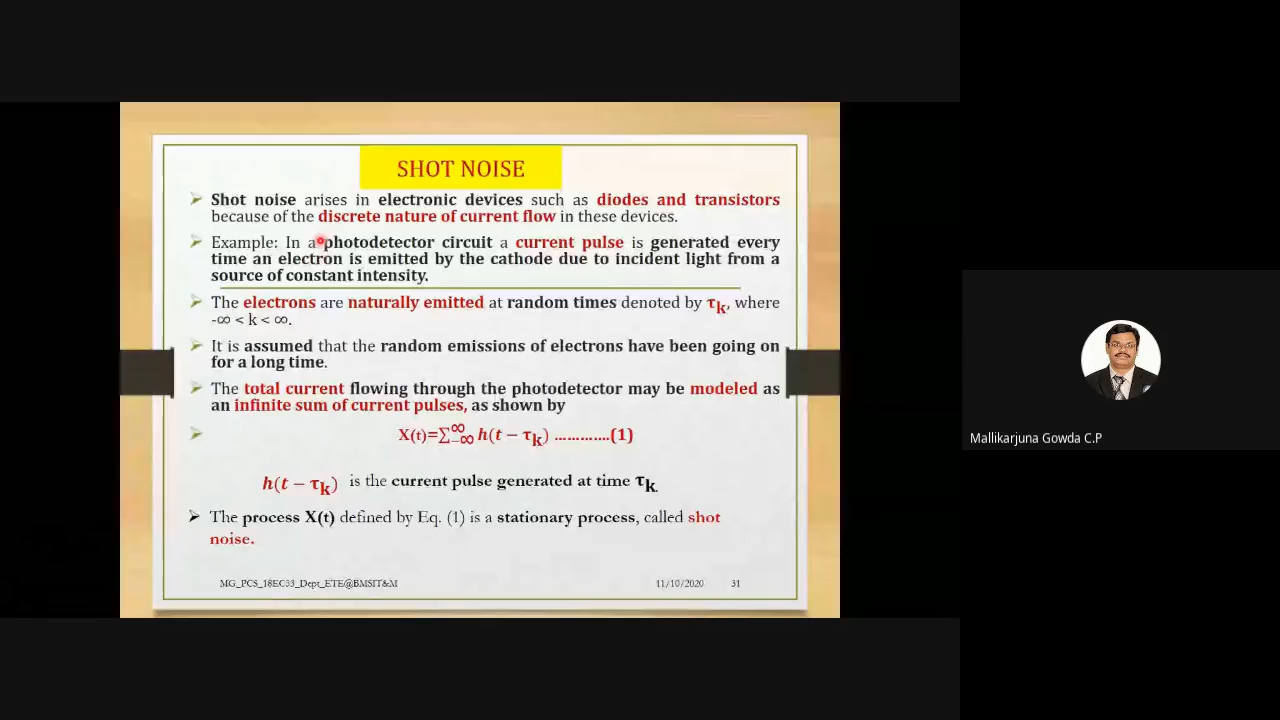 SHOT NOISE
Shot noise arises in electronic devices such as diodes and transistors
because of the discrete nature of current flow in these devices.
Example: In a photodetector circuit a current pulse is generated every
time an electron is emitted by the cathode due to incident light from a
source of constant intensity.
The electrons are naturally emitted at random times denoted by τk, where
-∞ < k < ∞.
It is assumed that the random emissions of electrons have been going on
for a long time.
The total current flowing through the photodetector may be modeled as
an infinite sum of current pulses, as shown by
X(t)=∑∞−∞ h(t − τk) ………….(1)
h(t − τk) is the current pulse generated at time τk.
The process X(t) defined by Eq. (1) is a stationary process, called shot
noise.
MG_PCS_18EC53_Dept_ETE@BMSIT&M 11/10/2020 31
Mallikarjuna Gowda C.P